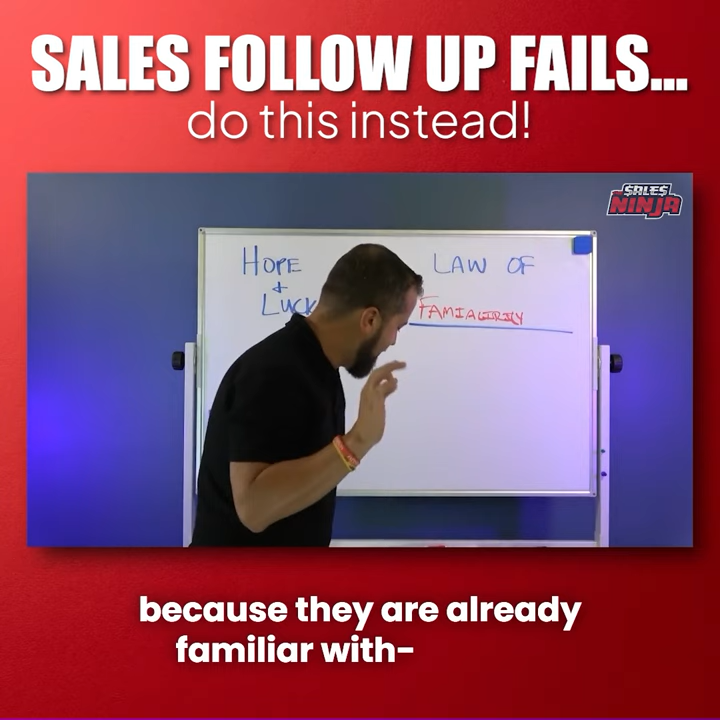 SALES FOLLOW UP FAILS...
do this instead!
SALES
NINJA
HOPE
+
LUCK
LAW OF
FAMIALIRILY
because they are already
familiar with-